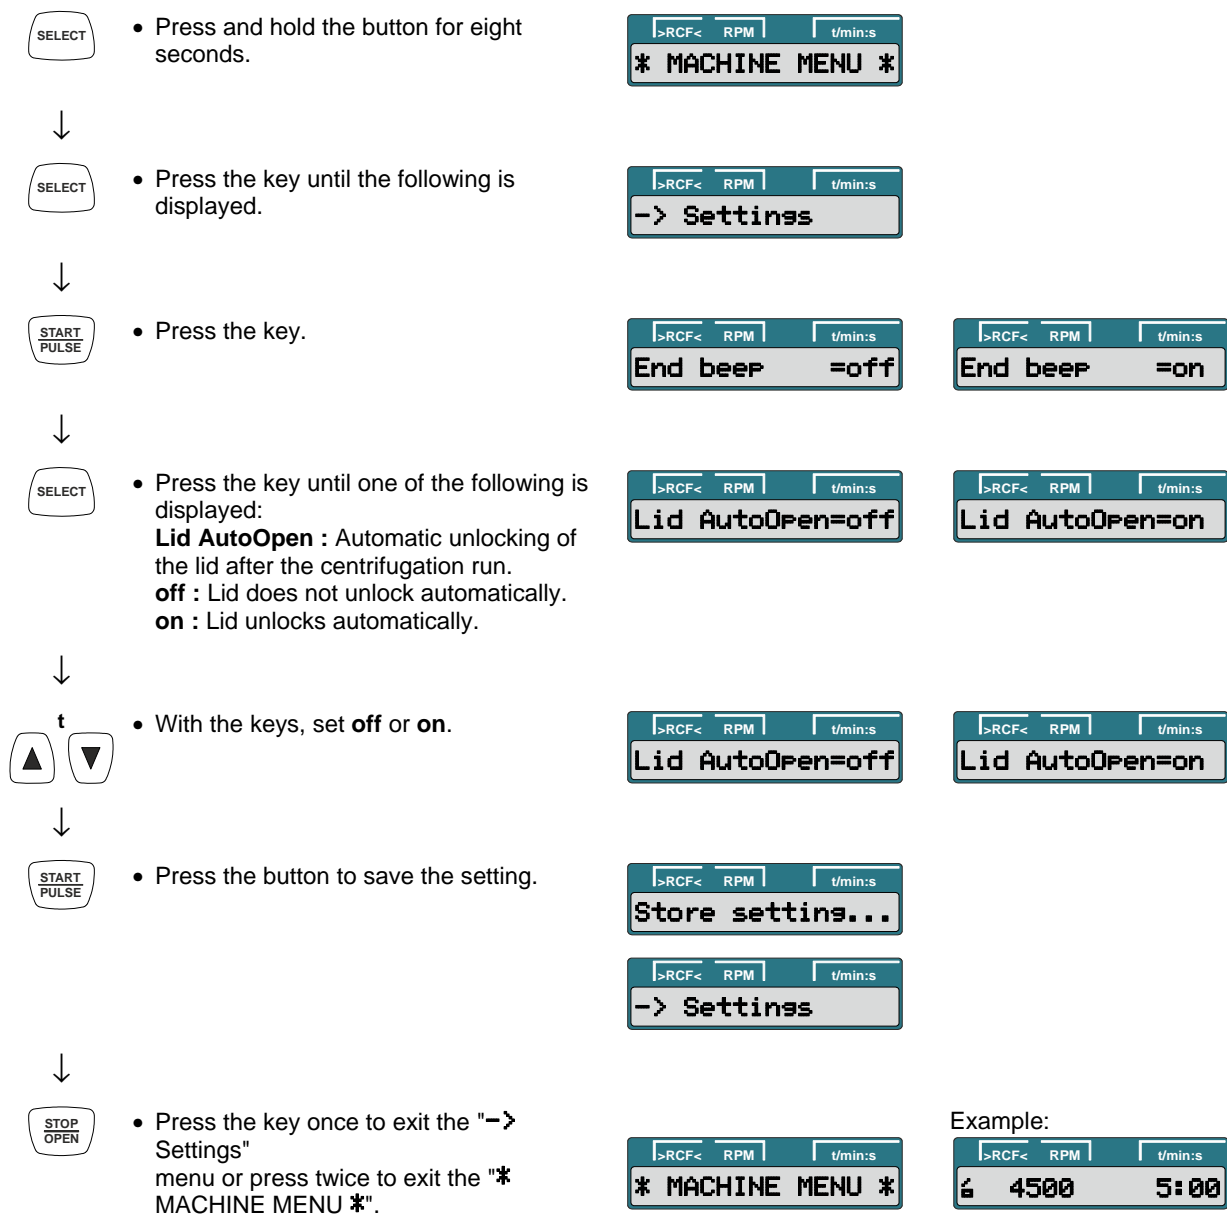 SELECT
• Press and hold the button for eight
seconds.
>RCF< RPM t/min:s
* MACHINE MENU *
↓
SELECT
• Press the key until the following is
displayed.
>RCF< RPM t/min:s
-> Settings
↓
START
PULSE
• Press the key.
>RCF< RPM t/min:s
End beep =off
>RCF< RPM t/min:s
End beep =on
↓
SELECT
• Press the key until one of the following is
displayed:
Lid AutoOpen : Automatic unlocking of
the lid after the centrifugation run.
off : Lid does not unlock automatically.
on : Lid unlocks automatically.
>RCF< RPM t/min:s
Lid AutoOpen=off
>RCF< RPM t/min:s
Lid AutoOpen=on
↓
t
▲ ▼
• With the keys, set off or on.
>RCF< RPM t/min:s
Lid AutoOpen=off
>RCF< RPM t/min:s
Lid AutoOpen=on
↓
START
PULSE
• Press the button to save the setting.
>RCF< RPM t/min:s
Store setting...
>RCF< RPM t/min:s
-> Settings
↓
STOP
OPEN
• Press the key once to exit the "->
Settings"
menu or press twice to exit the "*
MACHINE MENU *".
>RCF< RPM t/min:s
* MACHINE MENU *
Example:
>RCF< RPM t/min:s
4500 5:00